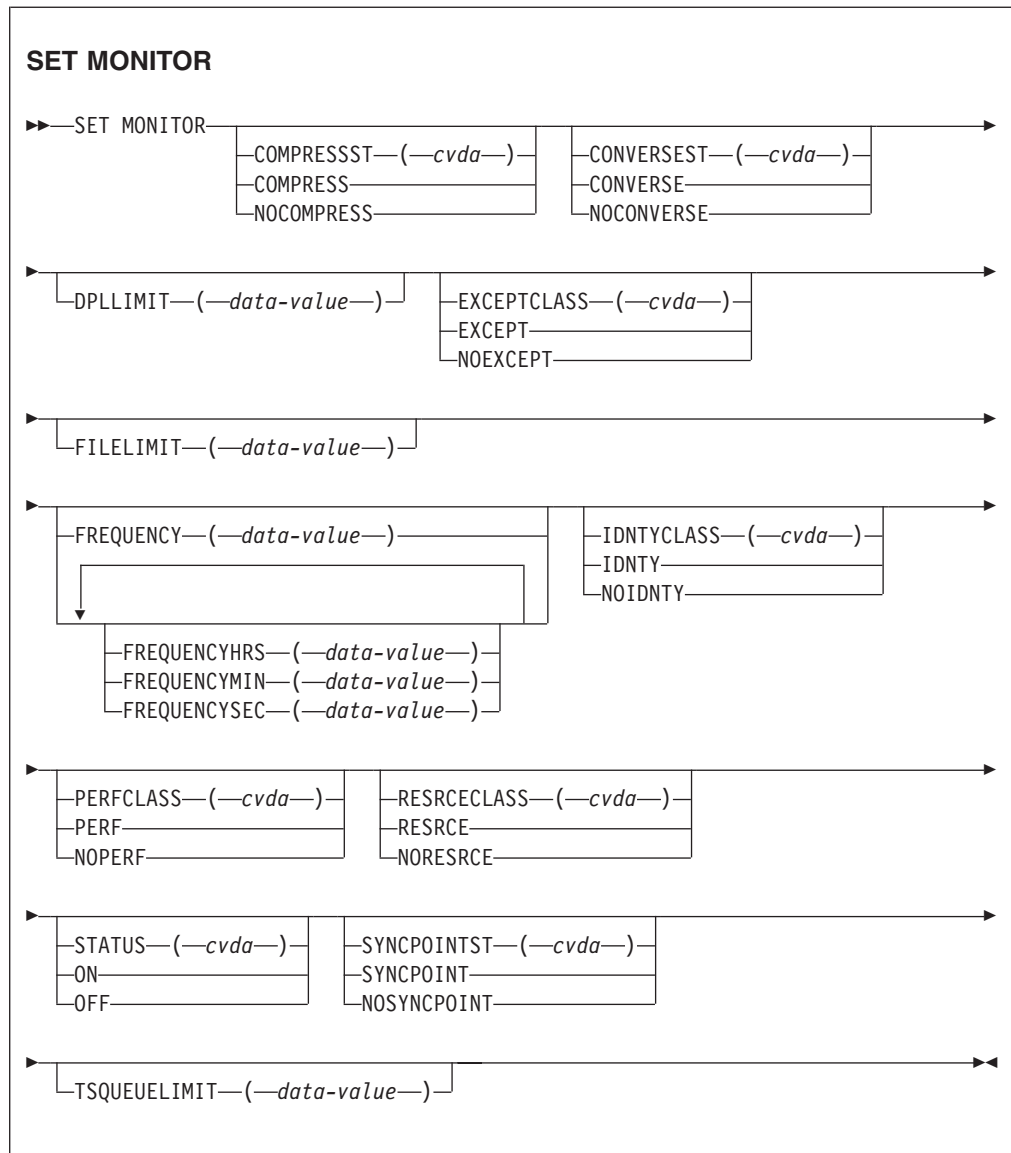 SET MONITOR
SET MONITOR
COMPRESSST ( cvda ) CONVERSEST ( cvda )
COMPRESS CONVERSE
NOCOMPRESS NOCONVERSE
DPLLIMIT ( data-value ) EXCEPTCLASS ( cvda )
EXCEPT
NOEXCEPT
FILELIMIT ( data-value )
FREQUENCY ( data-value ) IDNTYCLASS ( cvda )
IDNTY
NOIDNTY
FREQUENCYHRS ( data-value )
FREQUENCYMIN ( data-value )
FREQUENCYSEC ( data-value )
PERFCLASS ( cvda ) RESRCECLASS ( cvda )
PERF RESRCE
NOPERF NORESRCE
STATUS ( cvda ) SYNCPOINTST ( cvda )
ON SYNCPOINT
OFF NOSYNCPOINT
TSQUEUELIMIT ( data-value )